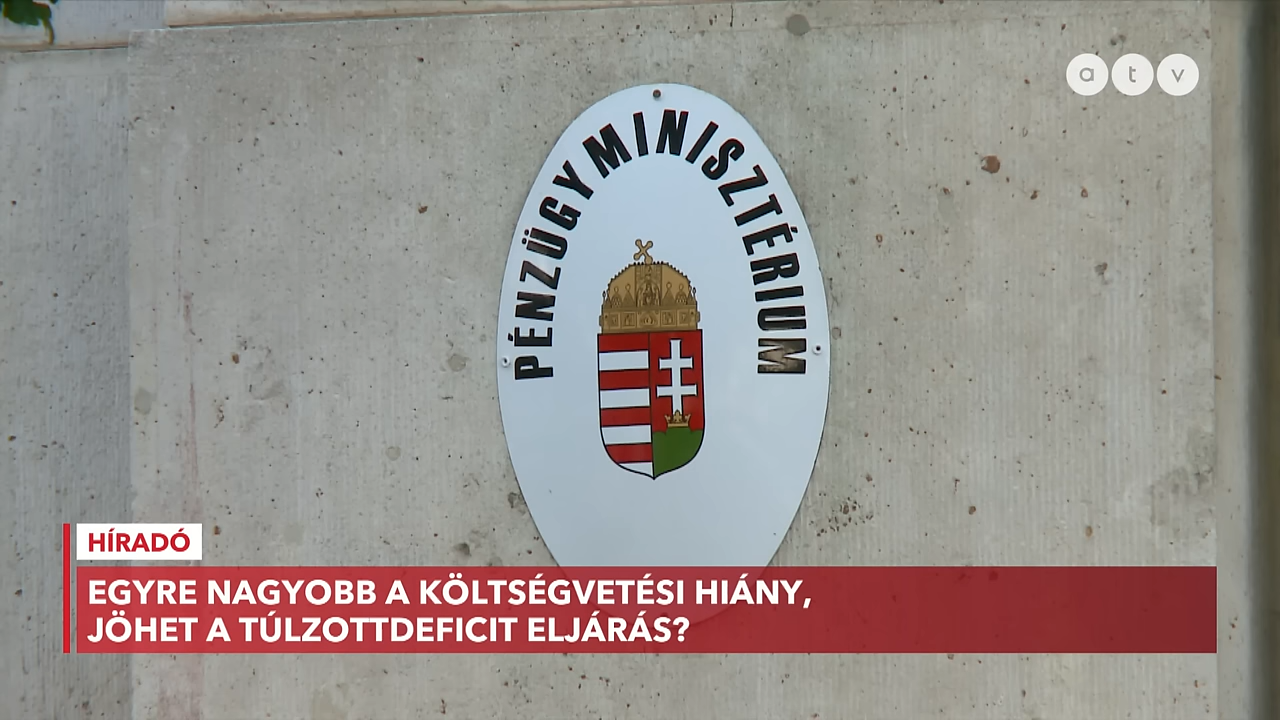 atv
PÉNZÜGYMINISZTÉRIUM
HÍRADÓ
EGYRE NAGYOBB A KÖLTSÉGVETÉSI HIÁNY,
JÖHET A TÚLZOTTDEFICIT ELJÁRÁS?